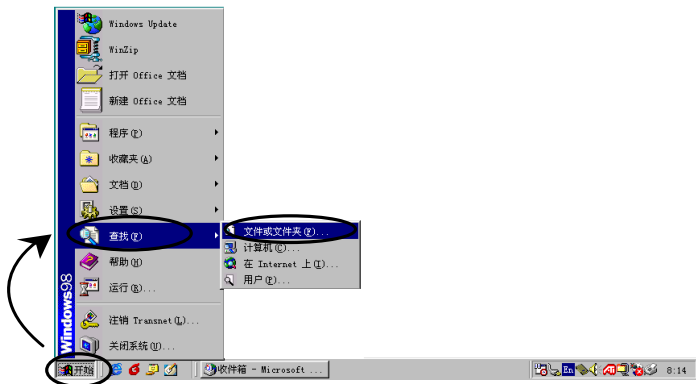 Windows Update
WinZip
打开 Office 文档
新建 Office 文档
程序(P)
收藏夹(A)
文档(D)
设置(S)
查找(F)
文件或文件夹(F)...
计算机(C)...
在 Internet 上(I)...
用户(P)...
帮助(H)
运行(R)...
注销 Transnet(L)...
关闭系统(U)...
Windows98
开始
收件箱 - Microsoft ...
En
8:14